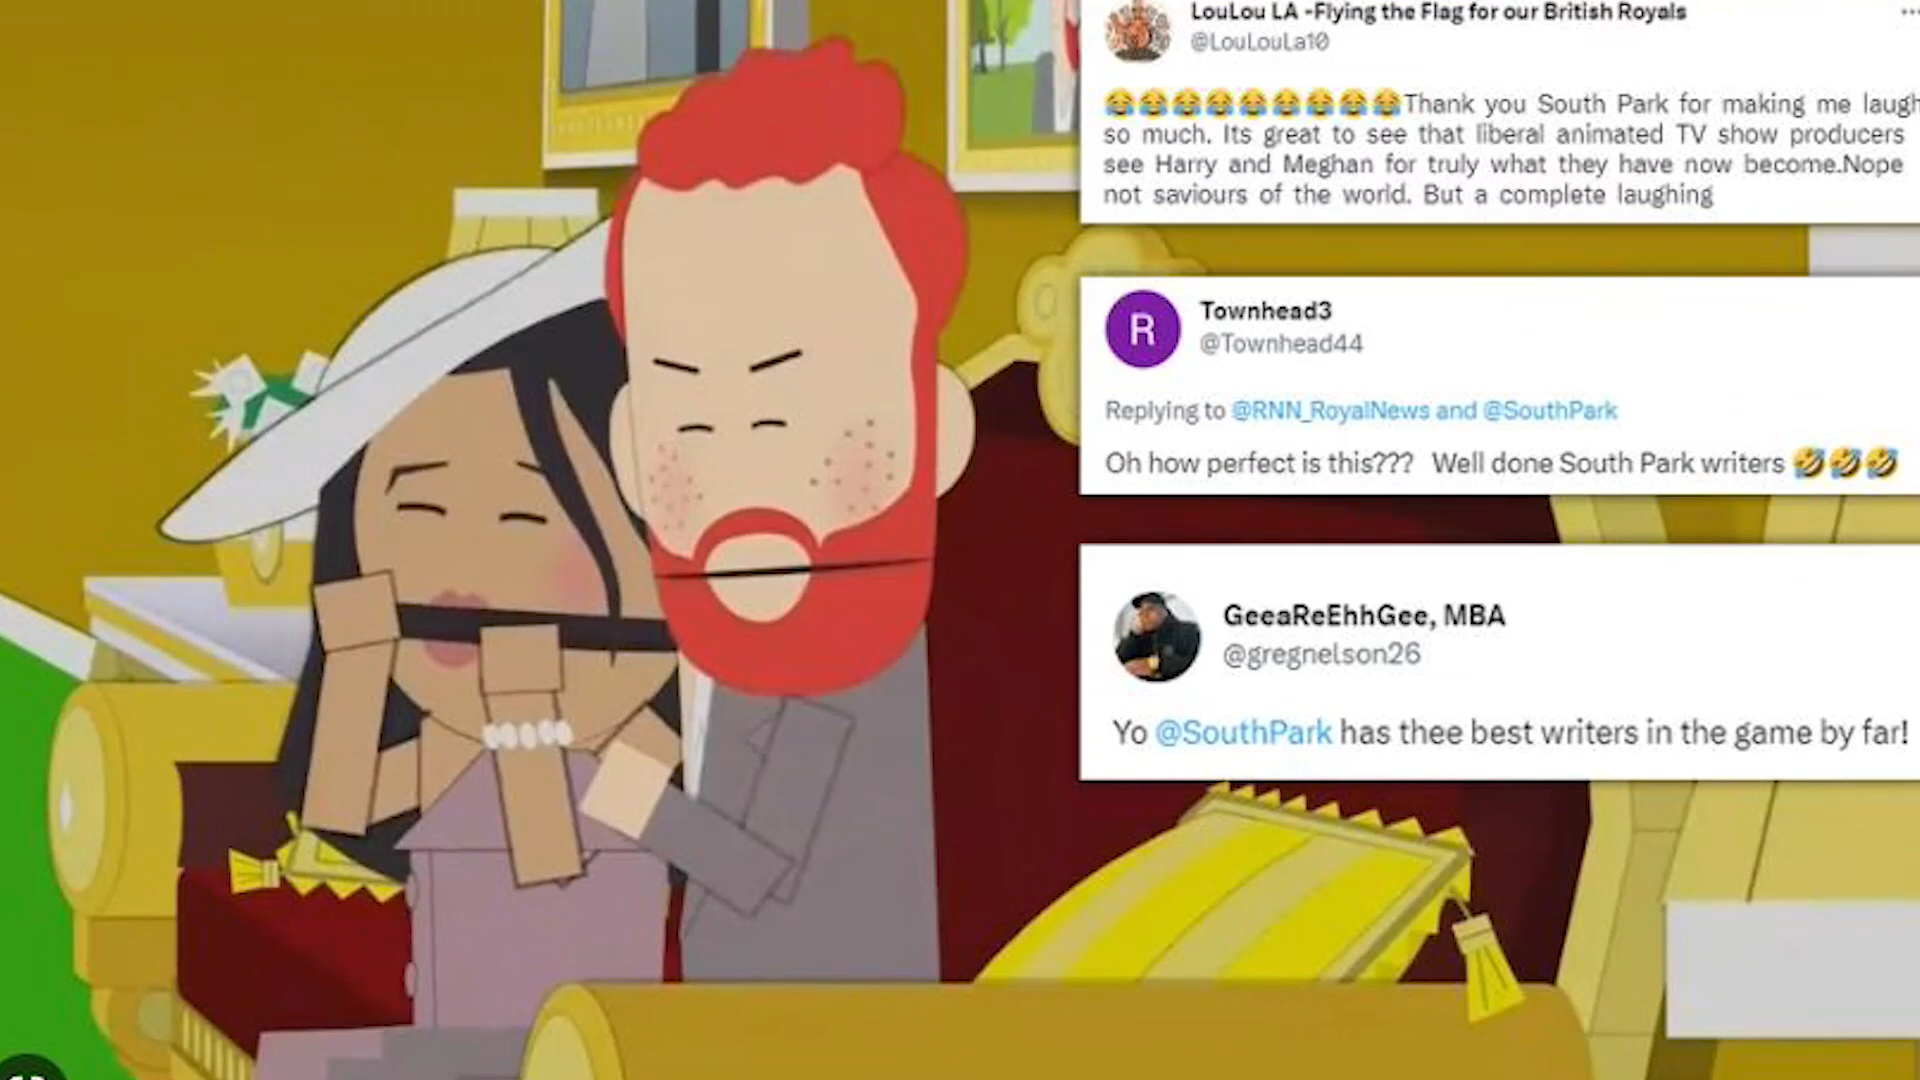 LouLou LA -Flying the Flag for our British Royals
@LouLouLa10
😂😂😂😂😂😂😂😂😂Thank you South Park for making me laugh
so much. Its great to see that liberal animated TV show producers
see Harry and Meghan for truly what they have now become.Nope
not saviours of the world. But a complete laughing
R
Townhead3
@Townhead44
Replying to @RNN_RoyalNews and @SouthPark
Oh how perfect is this??? Well done South Park writers 🤣🤣🤣
GeeaReEhhGee, MBA
@gregnelson26
Yo @SouthPark has thee best writers in the game by far!